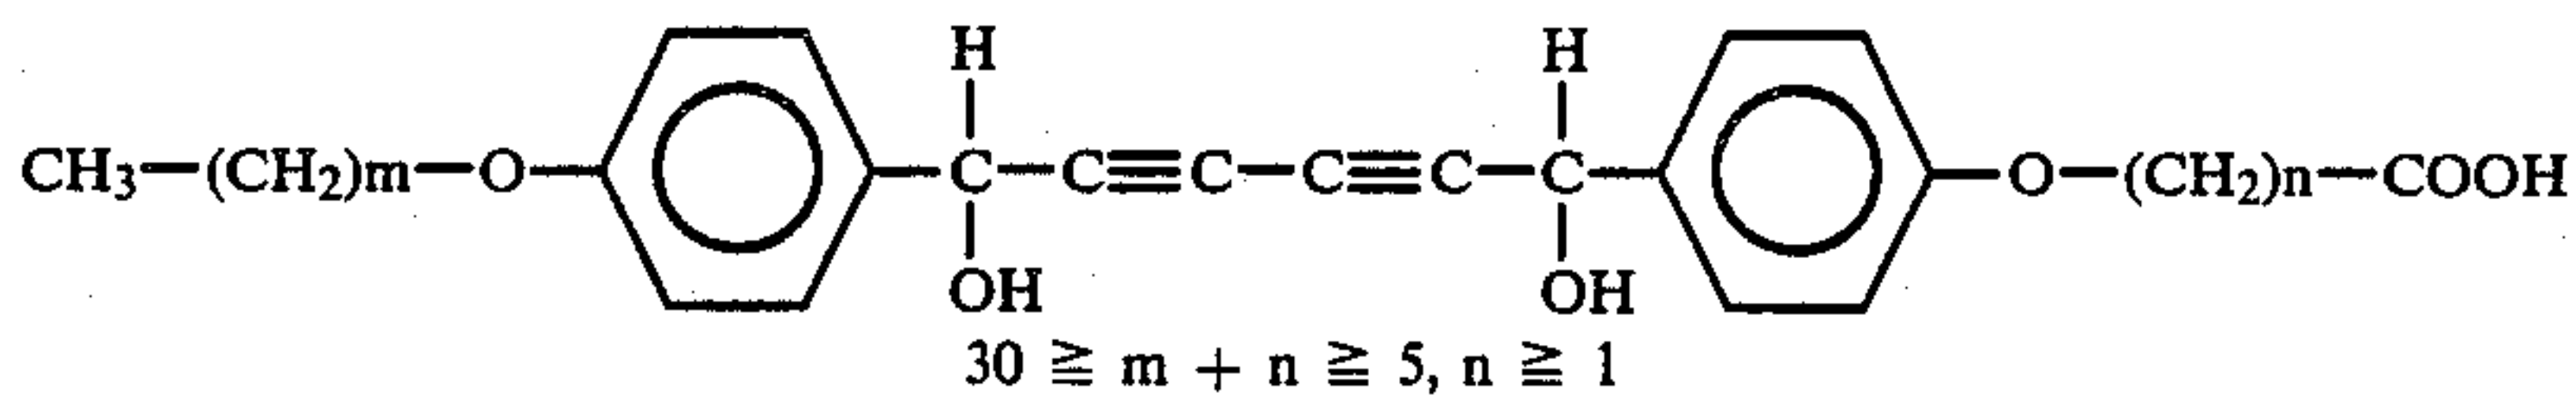 H H
CH3—(CH2)m—O— —C—C≡C—C≡C—C— —O—(CH2)n—COOH
OH OH
30 ≧ m + n ≧ 5, n ≧ 1